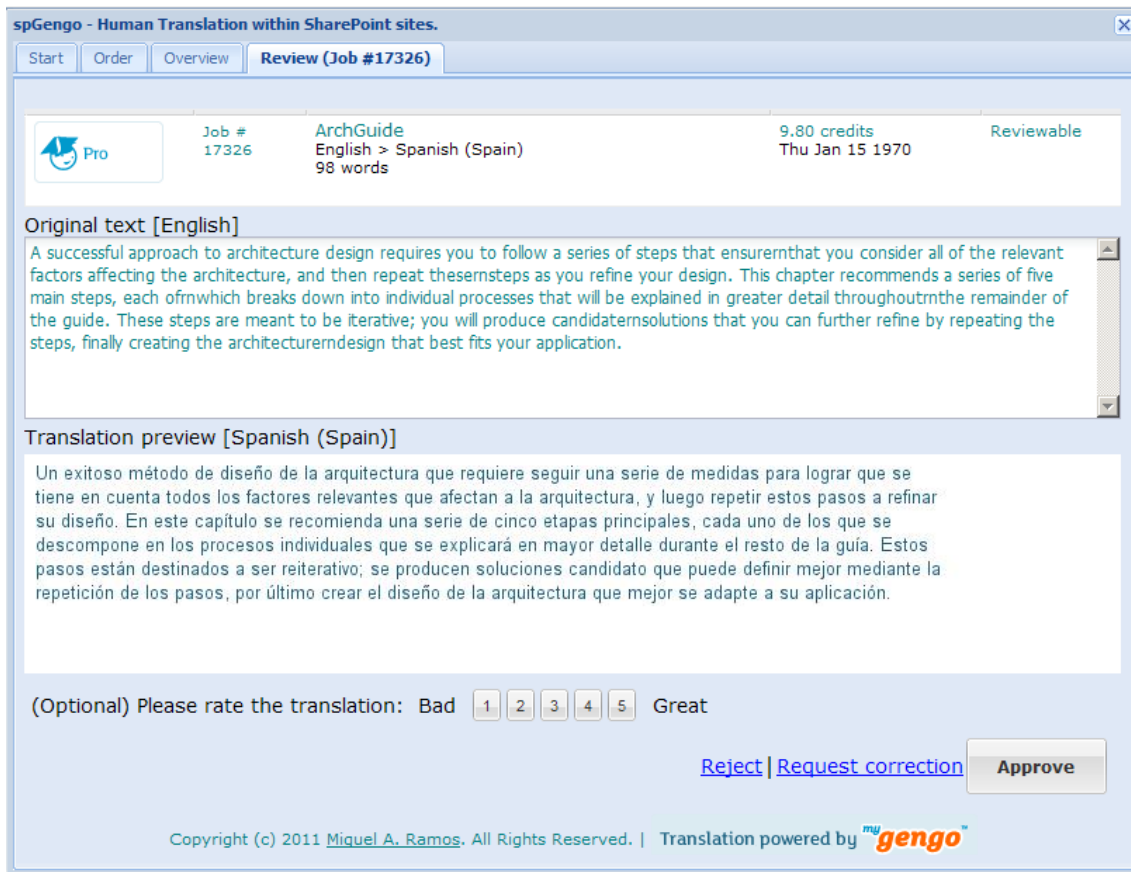 spGengo - Human Translation within SharePoint sites.
Start
Order
Overview
Review (Job #17326)
Pro
Job #
17326
ArchGuide
English > Spanish (Spain)
98 words
9.80 credits
Thu Jan 15 1970
Reviewable
Original text [English]
A successful approach to architecture design requires you to follow a series of steps that ensurernthat you consider all of the relevant
factors affecting the architecture, and then repeat thesernsteps as you refine your design. This chapter recommends a series of five
main steps, each ofrnwhich breaks down into individual processes that will be explained in greater detail throughoutrnthe remainder of
the guide. These steps are meant to be iterative; you will produce candidaternsolutions that you can further refine by repeating the
steps, finally creating the architecturerndesign that best fits your application.
Translation preview [Spanish (Spain)]
Un exitoso método de diseño de la arquitectura que requiere seguir una serie de medidas para lograr que se
tiene en cuenta todos los factores relevantes que afectan a la arquitectura, y luego repetir estos pasos a refinar
su diseño. En este capítulo se recomienda una serie de cinco etapas principales, cada uno de los que se
descompone en los procesos individuales que se explicará en mayor detalle durante el resto de la guía. Estos
pasos están destinados a ser reiterativo; se producen soluciones candidato que puede definir mejor mediante la
repetición de los pasos, por último crear el diseño de la arquitectura que mejor se adapte a su aplicación.
(Optional) Please rate the translation: Bad 1 2 3 4 5 Great
Reject | Request correction Approve
Copyright (c) 2011 Miguel A. Ramos. All Rights Reserved. | Translation powered by my gengo™